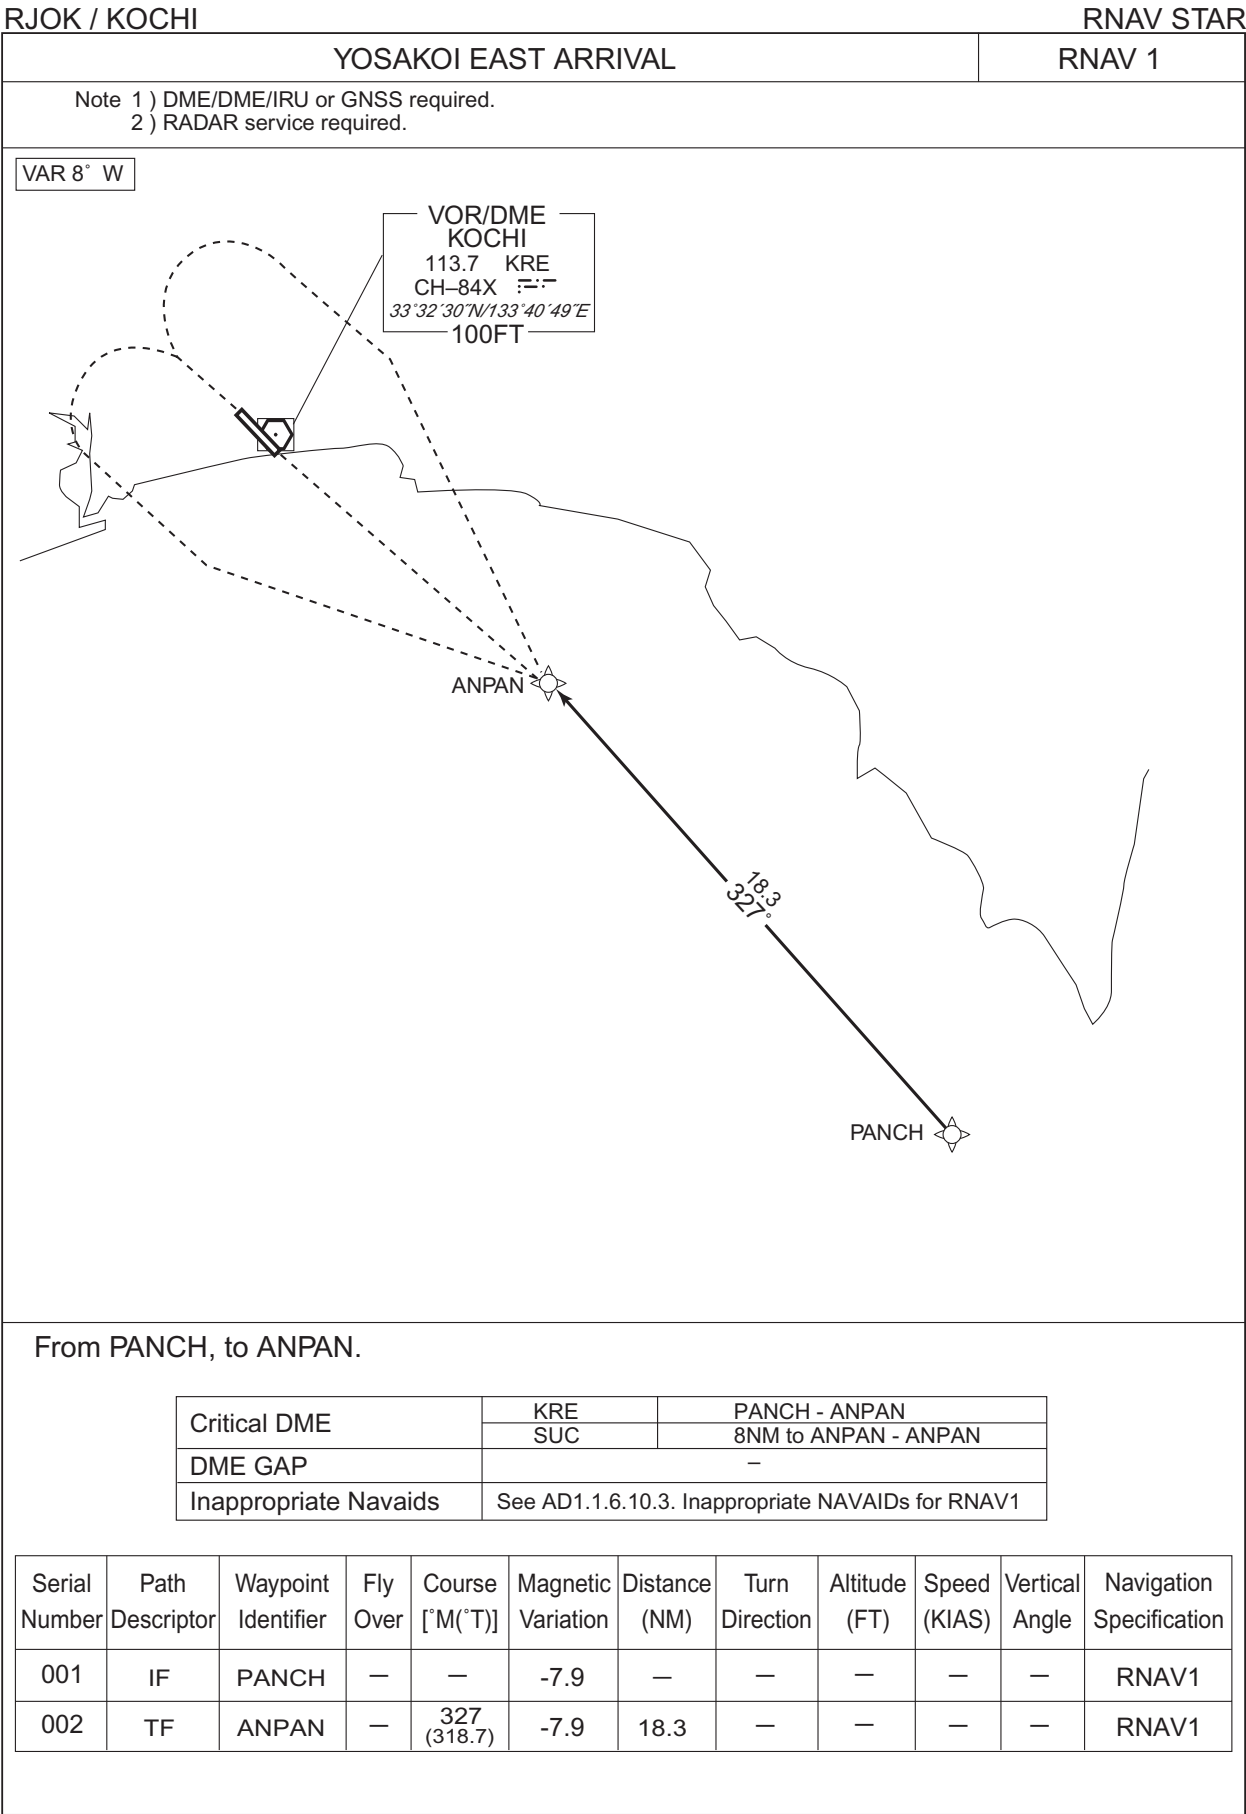 RJOK / KOCHI
RNAV STAR
YOSAKOI EAST ARRIVAL
RNAV 1
Note 1 ) DME/DME/IRU or GNSS required.
2 ) RADAR service required.
VAR 8° W
VOR/DME
KOCHI
113.7 KRE
CH–84X
33°32′30″N/133°40′49″E
100FT
ANPAN
18.3
327°
PANCH
From PANCH, to ANPAN.
Critical DME KRE PANCH - ANPAN
SUC 8NM to ANPAN - ANPAN
DME GAP –
Inappropriate Navaids See AD1.1.6.10.3. Inappropriate NAVAIDs for RNAV1
Serial Number Path Descriptor Waypoint Identifier Fly Over Course [°M(°T)] Magnetic Variation Distance (NM) Turn Direction Altitude (FT) Speed (KIAS) Vertical Angle Navigation Specification
001 IF PANCH – – -7.9 – – – – – RNAV1
002 TF ANPAN – 327 (318.7) -7.9 18.3 – – – – RNAV1